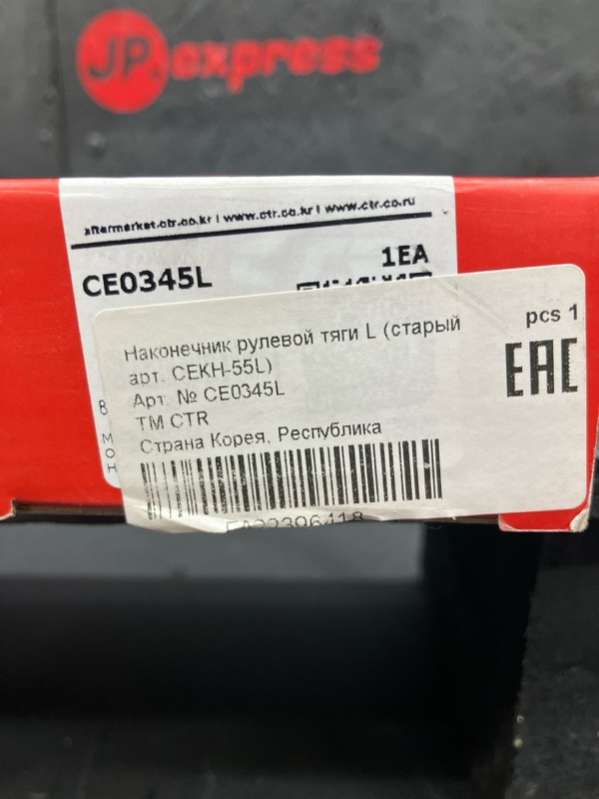 JP.express
aftermarket.ctr.co.kr | www.ctr.co.kr | www.ctr.co.ru
CE0345L
1EA
Наконечник рулевой тяги L (старый
арт. CEKH-55L)
Арт. № CE0345L
TM CTR
Страна Корея, Республика
pcs 1
EAC